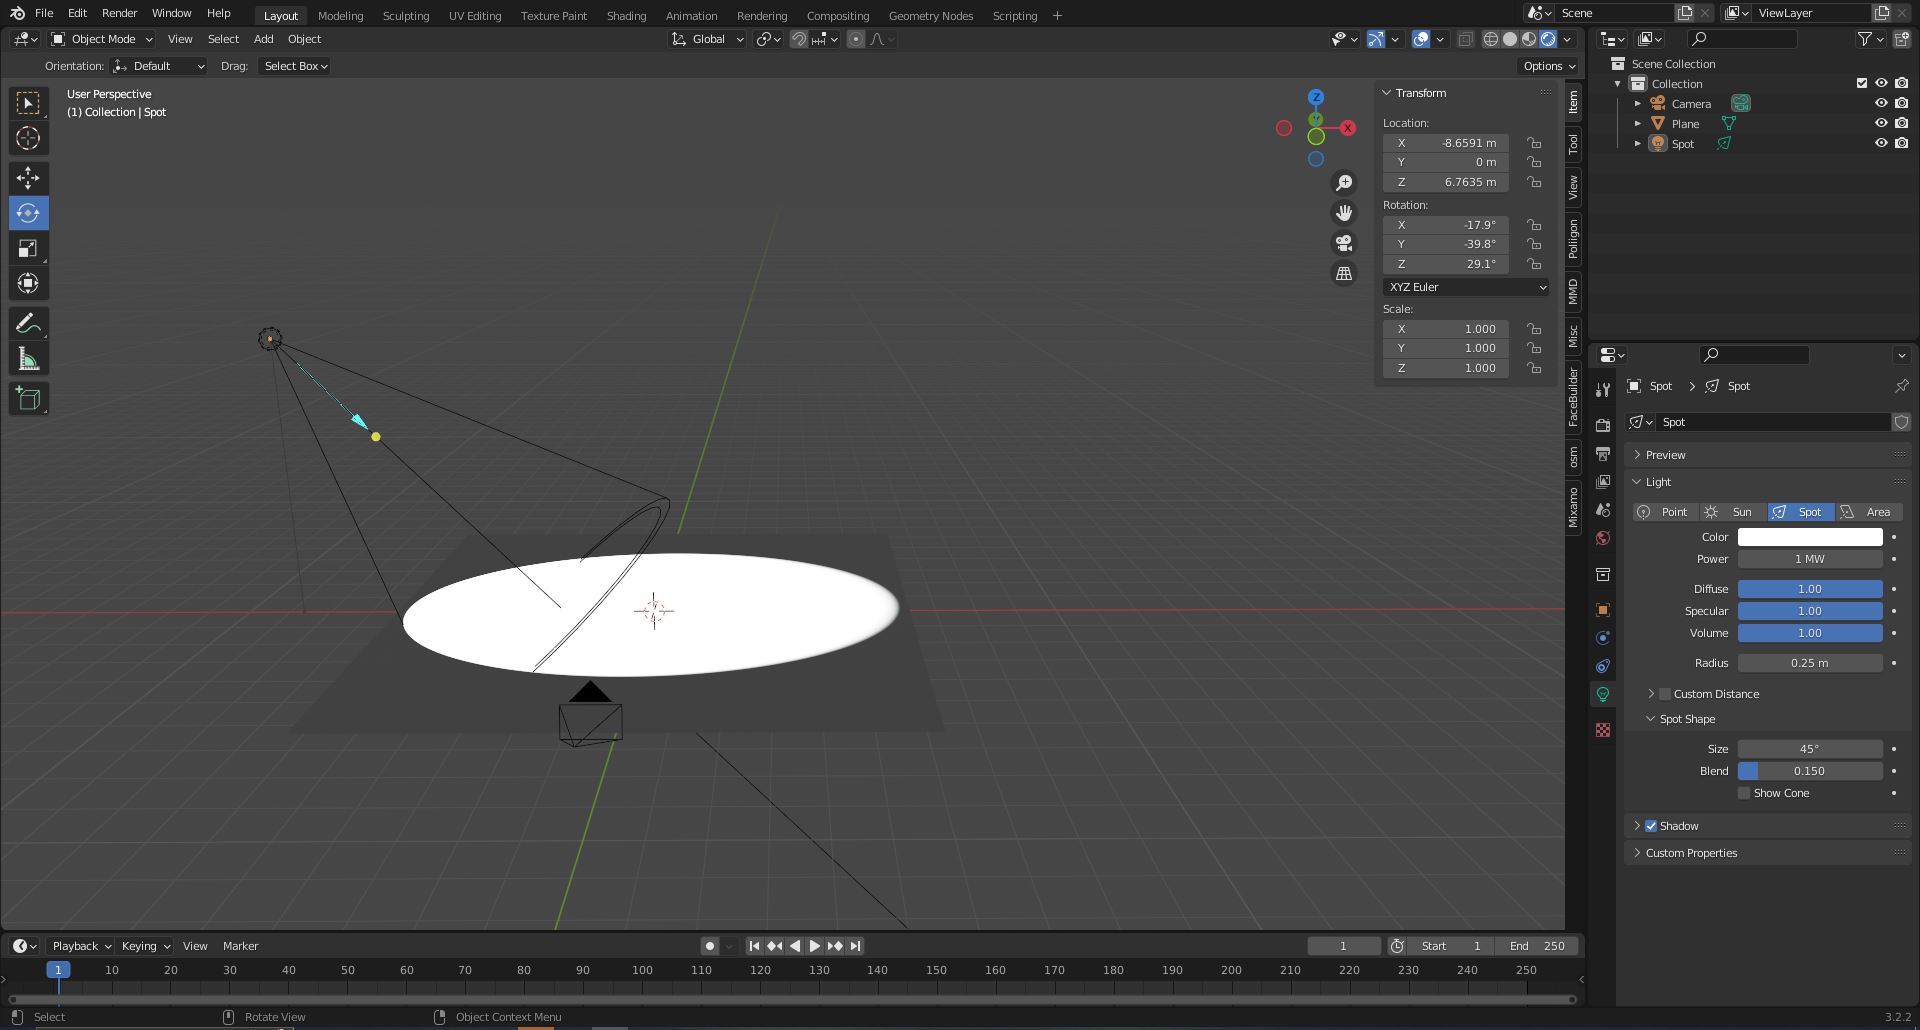 File Edit Render Window Help Layout Modeling Sculpting UV Editing Texture Paint Shading Animation Rendering Compositing Geometry Nodes Scripting + Scene ViewLayer
Object Mode View Select Add Object Global
Orientation: Default Drag: Select Box Options
User Perspective
(1) Collection | Spot
Z
Y
X
Transform
Location:
X -8.6591 m
Y 0 m
Z 6.7635 m
Rotation:
X -17.9°
Y -39.8°
Z 29.1°
XYZ Euler
Scale:
X 1.000
Y 1.000
Z 1.000
Item
Tool
View
Poliigon
MMD
Misc
FaceBuilder
osm
Mixamo
Scene Collection
Collection
Camera
Plane
Spot
Spot > Spot
Spot
Preview
Light
Point Sun Spot Area
Color
Power 1 MW
Diffuse 1.00
Specular 1.00
Volume 1.00
Radius 0.25 m
Custom Distance
Spot Shape
Size 45°
Blend 0.150
Show Cone
Shadow
Custom Properties
Playback Keying View Marker 1 Start 1 End 250
1 10 20 30 40 50 60 70 80 90 100 110 120 130 140 150 160 170 180 190 200 210 220 230 240 250
Select Rotate View Object Context Menu 3.2.2